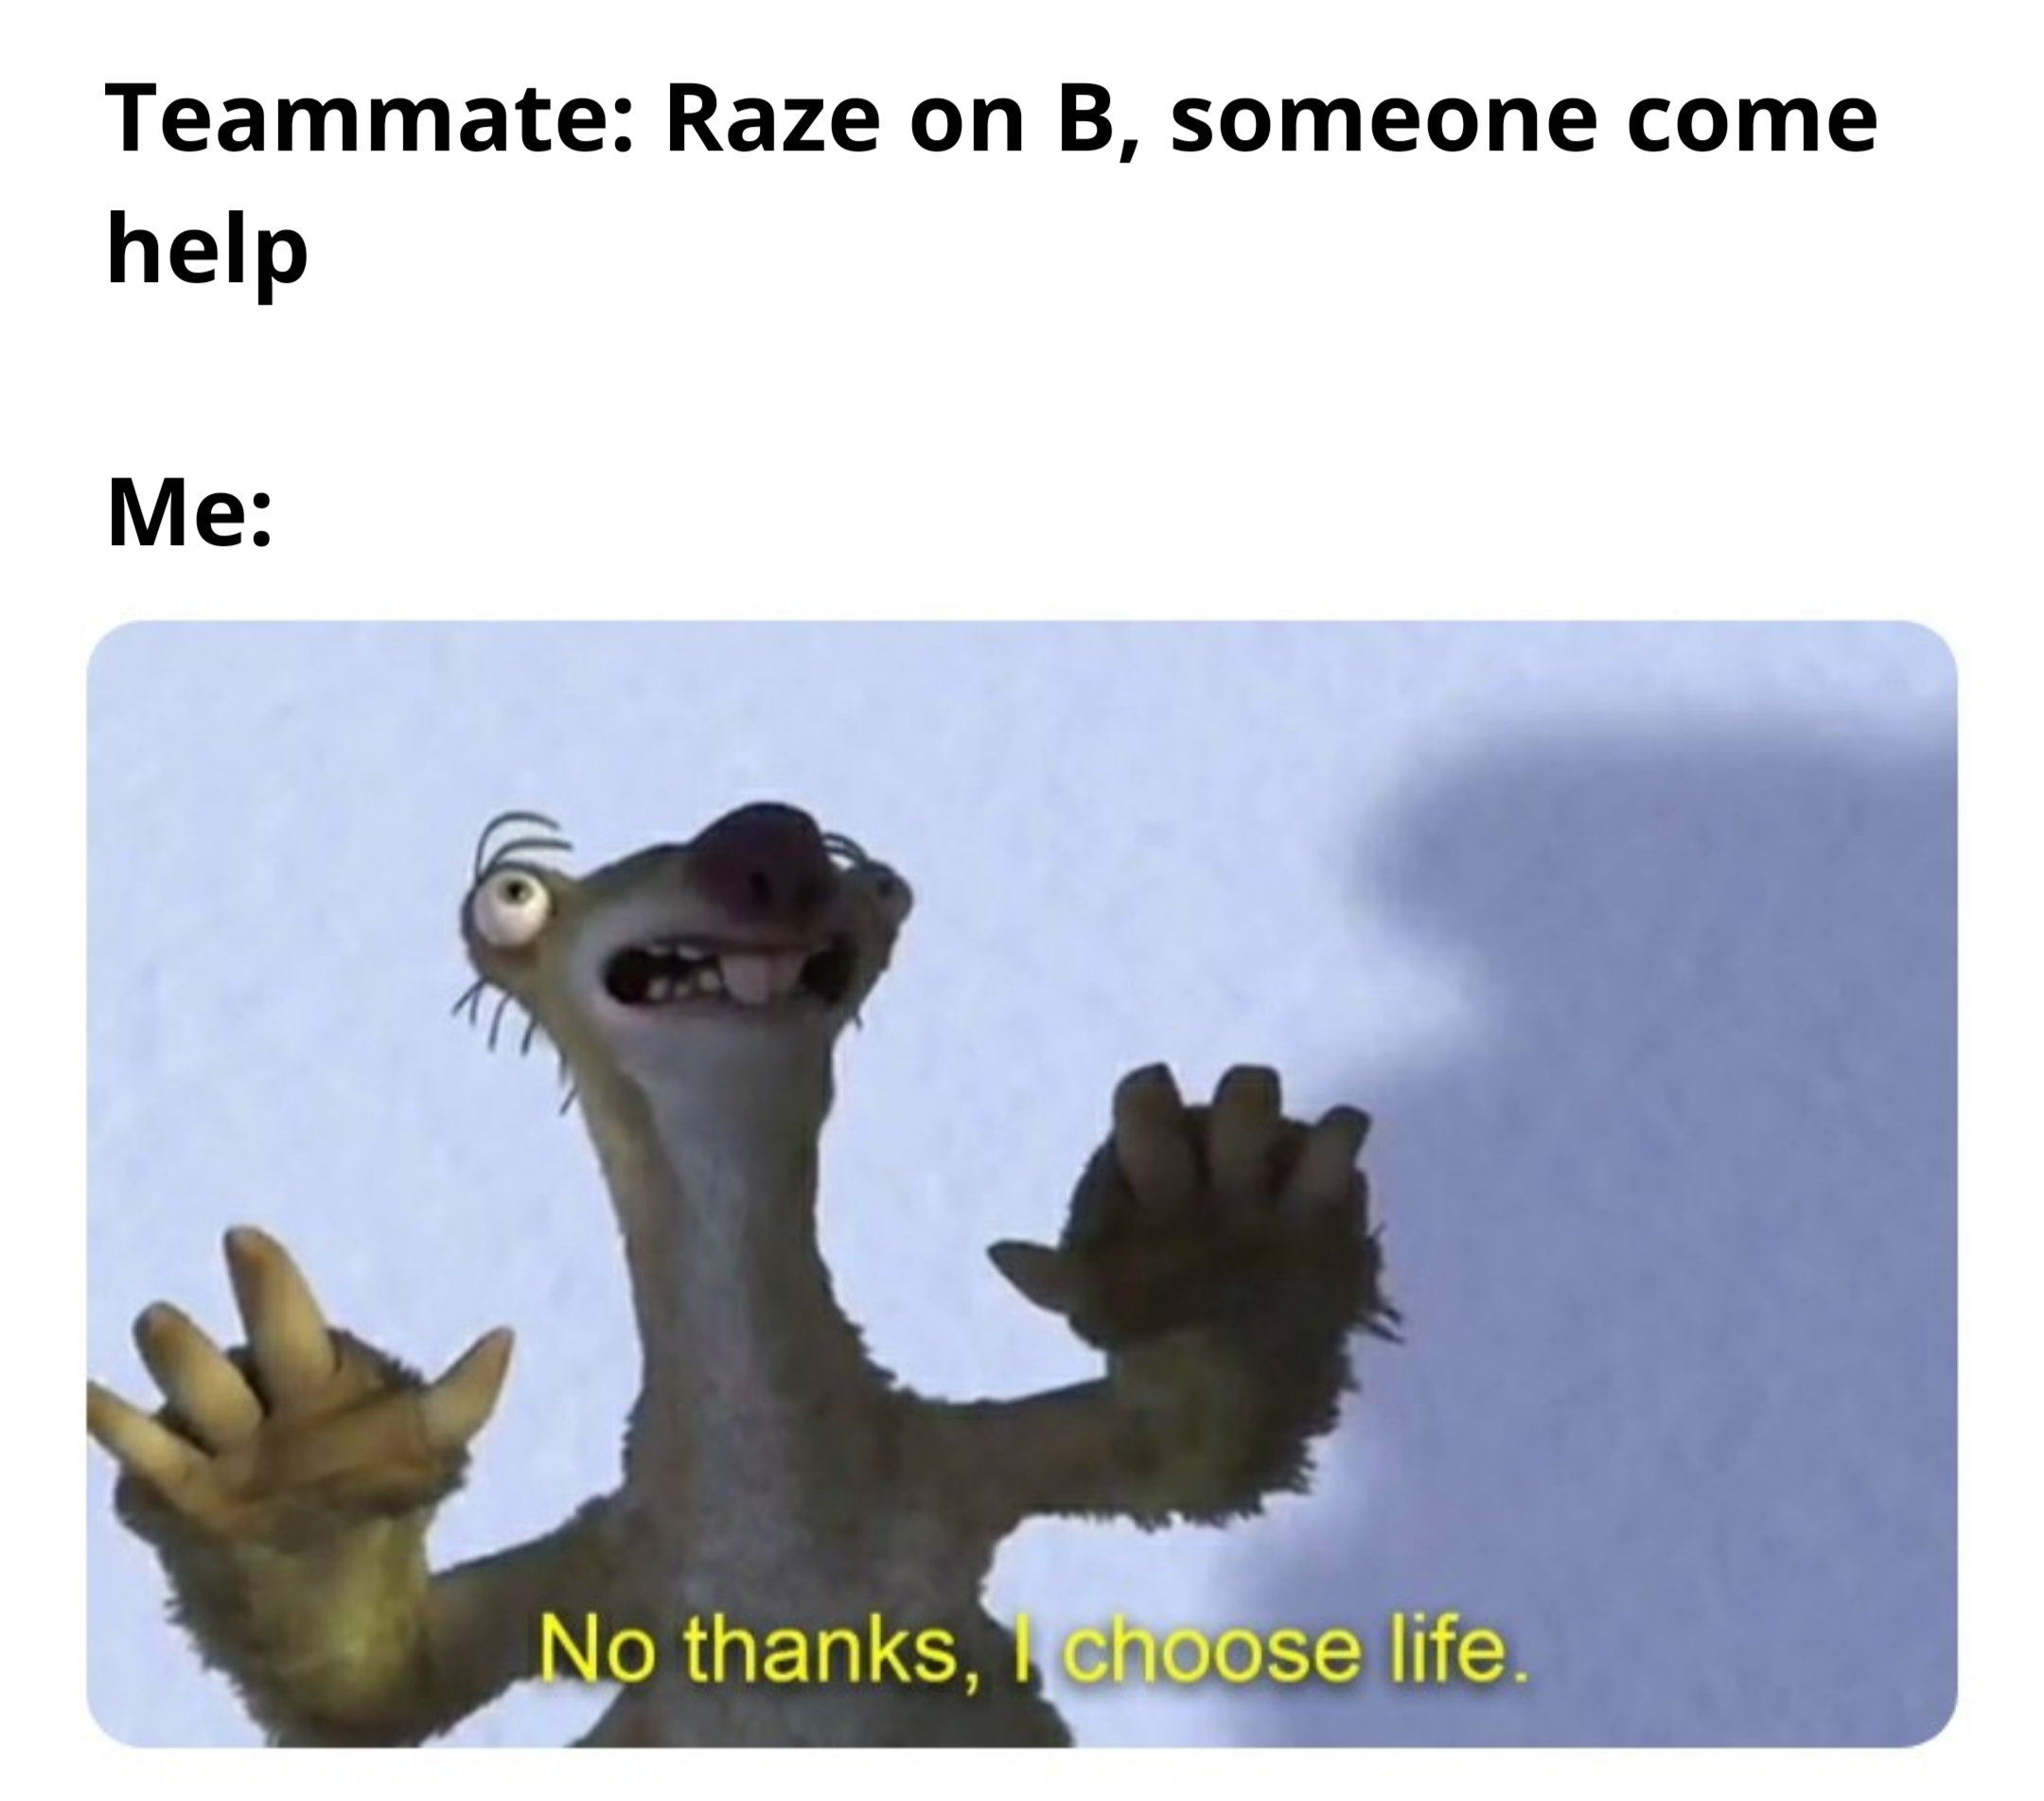 Teammate: Raze on B, someone come
help
Me:
No thanks, I choose life.